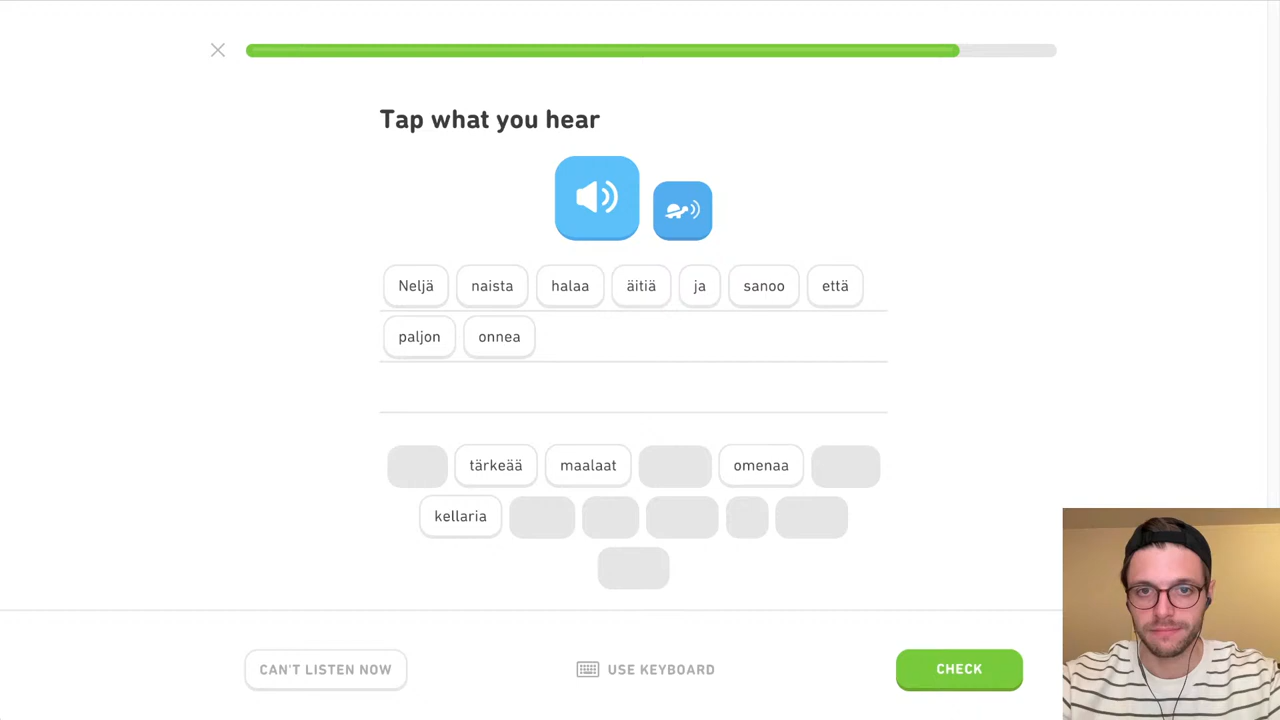 Tap what you hear
Neljä naista halaa äitiä ja sanoo että
paljon onnea
tärkeää maalaat omenaa
kellaria
CAN'T LISTEN NOW USE KEYBOARD CHECK